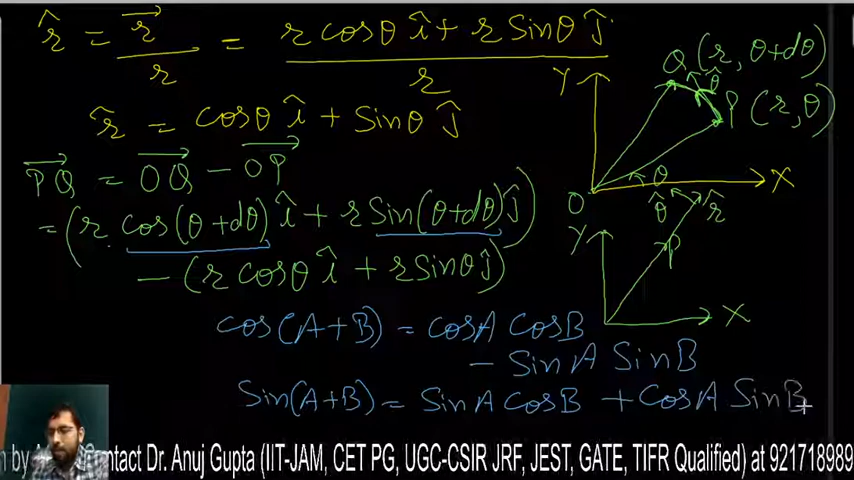 r̂ = r⃗ / r = r cosθ î + r Sinθ ĵ / r
r̂ = cosθ î + Sinθ ĵ
PQ⃗ = OQ⃗ - OP⃗
= (r cos(θ+dθ) î + r Sin(θ+dθ) ĵ)
- (r cosθ î + r Sinθ ĵ)
cos(A+B) = cosA cosB
- SinA SinB
Sin(A+B) = SinA cosB + cosA SinB
Y
Q (r, θ+dθ)
θ̂
P (r, θ)
θ
O
X
Y
θ̂
r̂
P
X
n by A
Contact Dr. Anuj Gupta (IIT-JAM, CET PG, UGC-CSIR JRF, JEST, GATE, TIFR Qualified) at 921718989